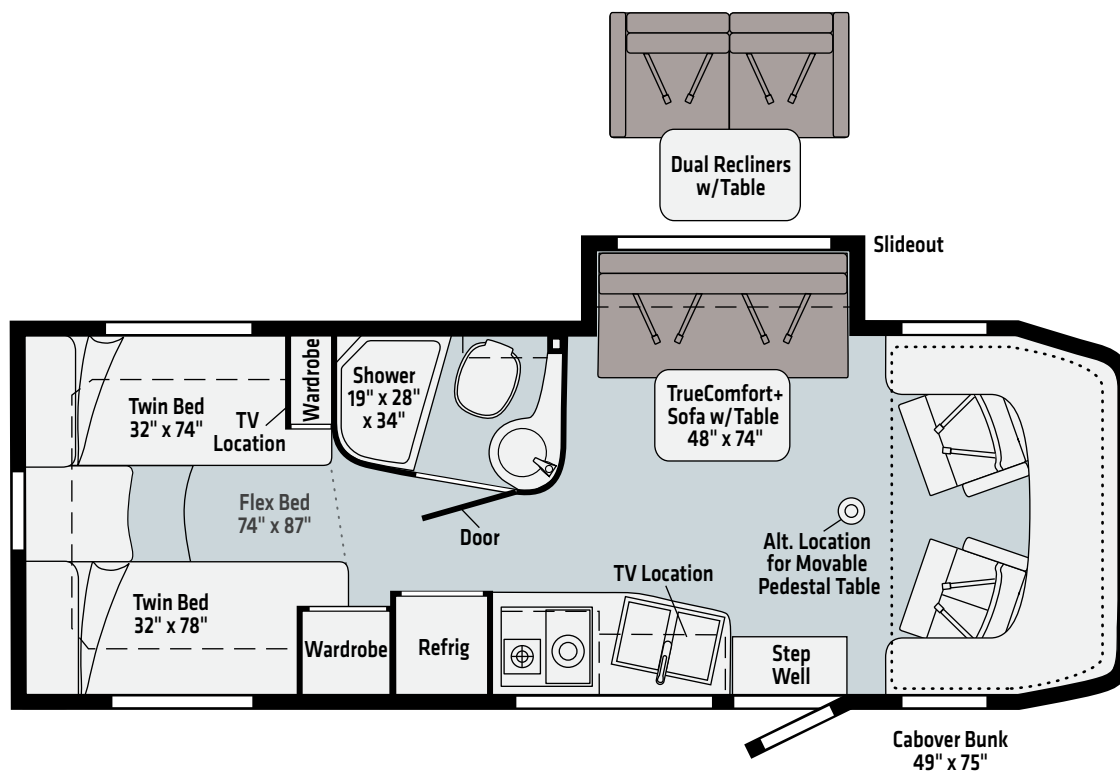 Dual Recliners
w/Table
Slideout
Wardrobe
Shower
19" x 28"
x 34"
Twin Bed
32" x 74"
TV
Location
TrueComfort+
Sofa w/Table
48" x 74"
Flex Bed
74" x 87"
Door
Alt. Location
for Movable
Pedestal Table
TV Location
Twin Bed
32" x 78"
Wardrobe
Refrig
Step
Well
Cabover Bunk
49" x 75"